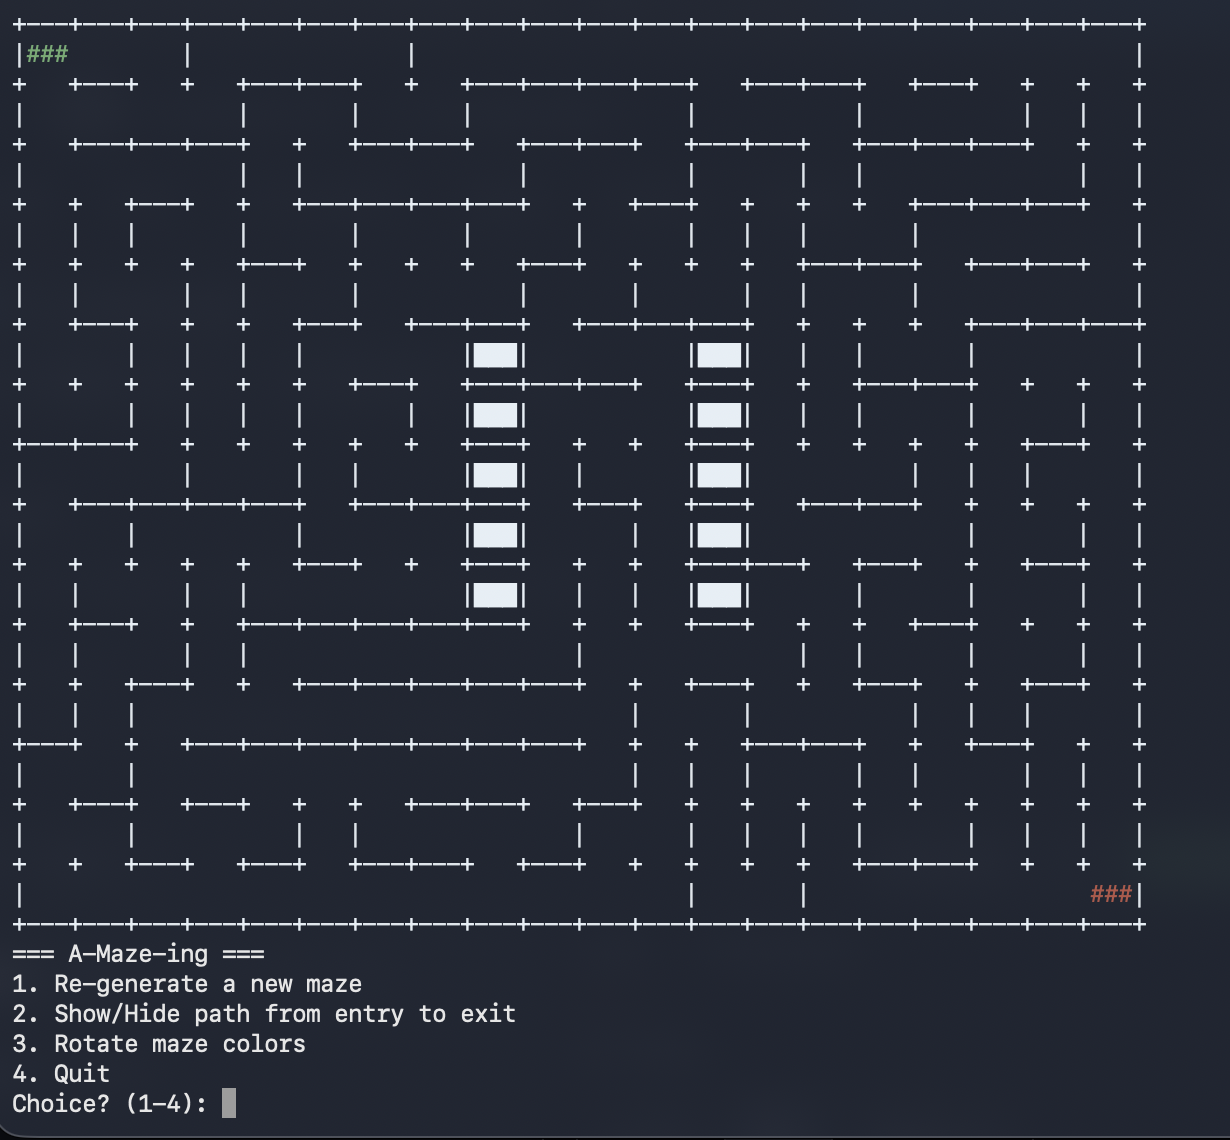 ###
###
=== A-Maze-ing ===
1. Re-generate a new maze
2. Show/Hide path from entry to exit
3. Rotate maze colors
4. Quit
Choice? (1-4):